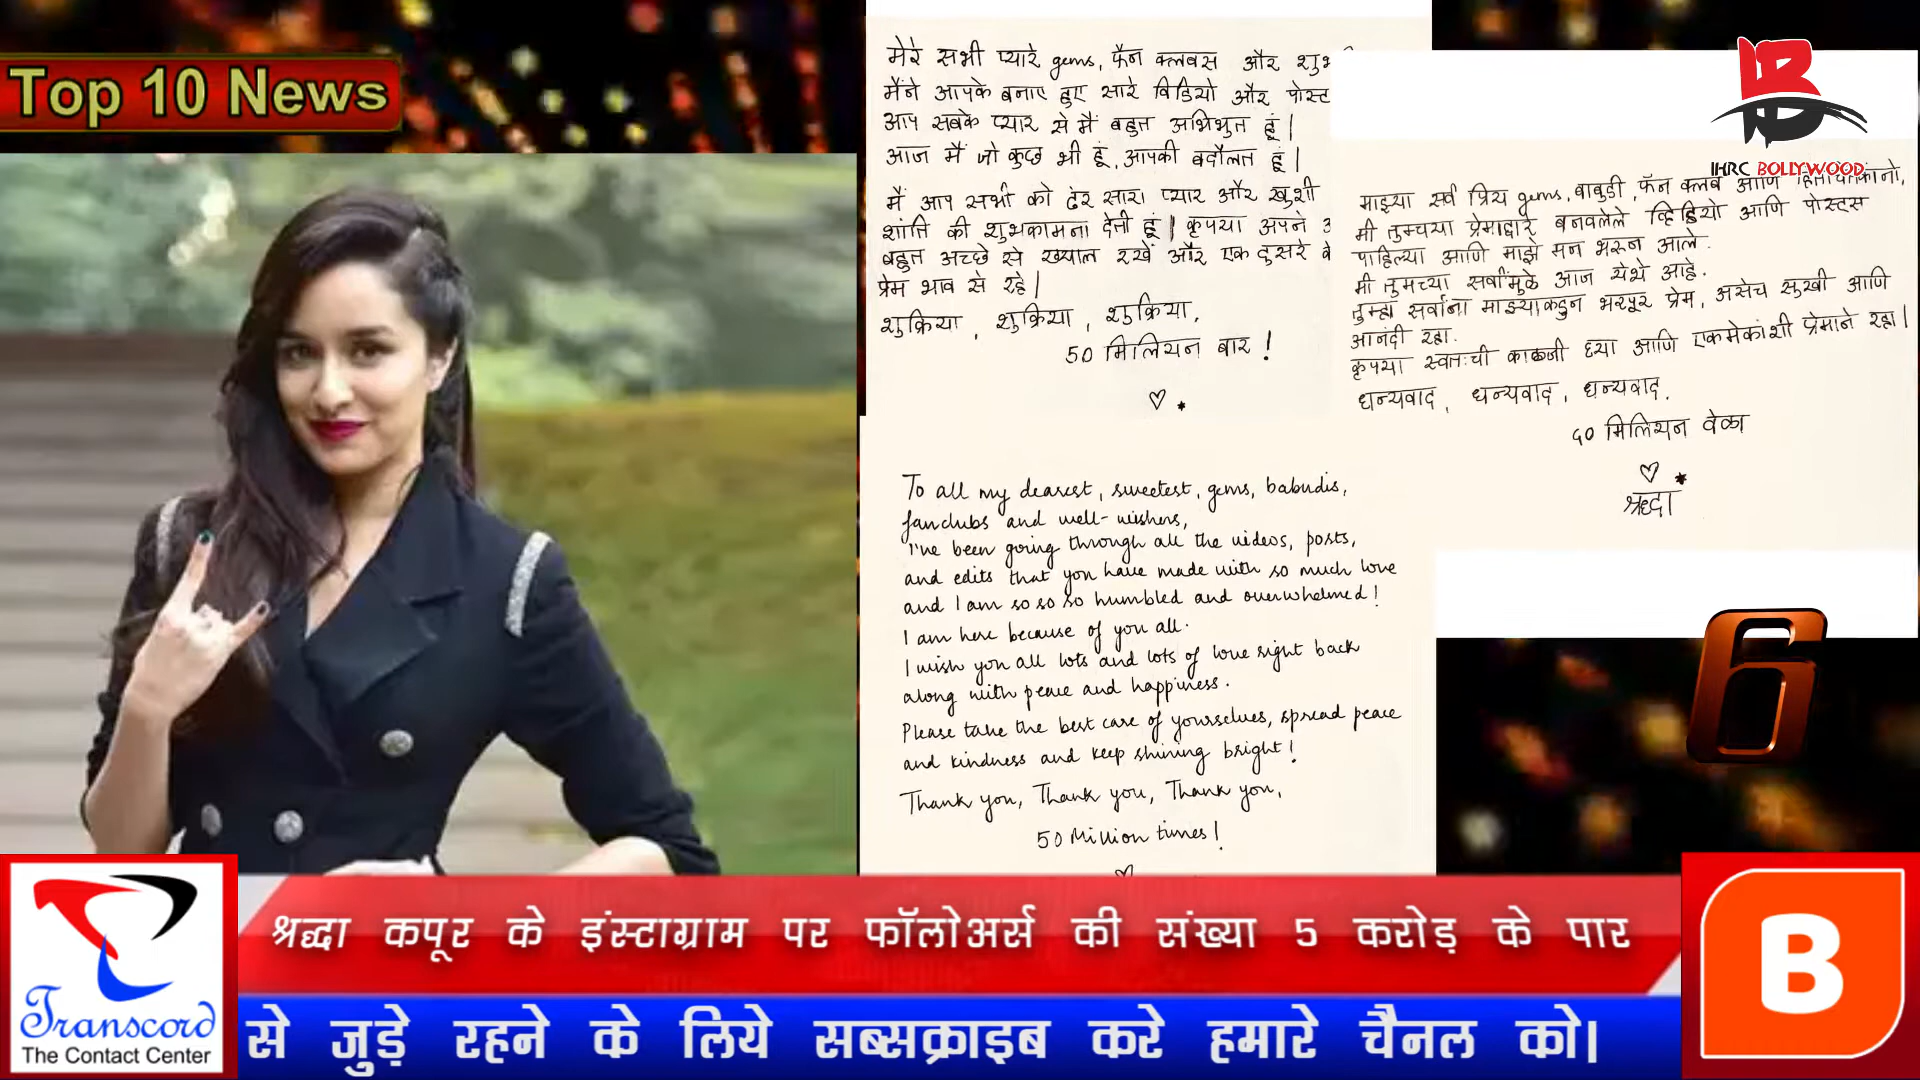 Top 10 News
मेरे सभी प्यारे gems, फॅन क्लबस और
मैंने आपके बनाए हुए सारे विडियो और
आप सबके प्यार से मैं बहुत अभिभुत हूं |
आज मैं जो कुछ भी हूं, आपकी बदौलत हूं |
मैं आप सभी को ढेर सारा प्यार और खुशी
शांति की शुभकामना देती हूं | कृपया अपने
बहुत अच्छे से ख्याल रखें और एक दुसरे
प्रेम भाव से रहे |
शुक्रिया, शुक्रिया, शुक्रिया,
50 मिलियन बार !
To all my dearest, sweetest, gems, babudis,
fanclubs and well-wishers,
I've been going through all the videos, posts,
and edits that you have made with so much love
and I am so so so humbled and overwhelmed!
I am here because of you all.
I wish you all lots and lots of love right back
along with peace and happiness.
Please take the best care of yourselves, spread peace
and kindness and keep shining bright!
Thank you, Thank you, Thank you,
50 Million times!
IB
IHRC BOLLYWOOD
माझ्या सर्व प्रिय gems, बाबुडी, फॅन क्लब आणि
मी तुमच्या प्रेमाद्वारे बनवलेले व्हिडियो आणि पोस्टस
पाहिल्या आणि माझे मन भरून आले.
मी तुमच्या सर्वांमुळे आज येथे आहे.
तुम्हा सर्वांना माझ्याकडुन भरपूर प्रेम, असेच सुखी आणि
आनंदी रहा.
कृपया स्वतःची काळजी घ्या आणि एकमेकांशी प्रेमाने रहा |
धन्यवाद, धन्यवाद, धन्यवाद.
५० मिलियन वेळा
श्रद्धा
6
श्रद्धा कपूर के इंस्टाग्राम पर फॉलोअर्स की संख्या 5 करोड़ के पार
से जुड़े रहने के लिये सब्सक्राइब करे हमारे चैनल को।
Transcord
The Contact Center
B